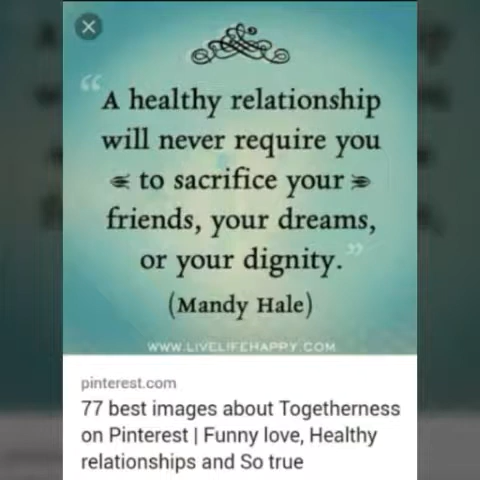 “ A healthy relationship
will never require you
to sacrifice your
friends, your dreams,
or your dignity. ”
(Mandy Hale)
WWW.LIVELIFEHAPPY.COM
pinterest.com
77 best images about Togetherness
on Pinterest | Funny love, Healthy
relationships and So true